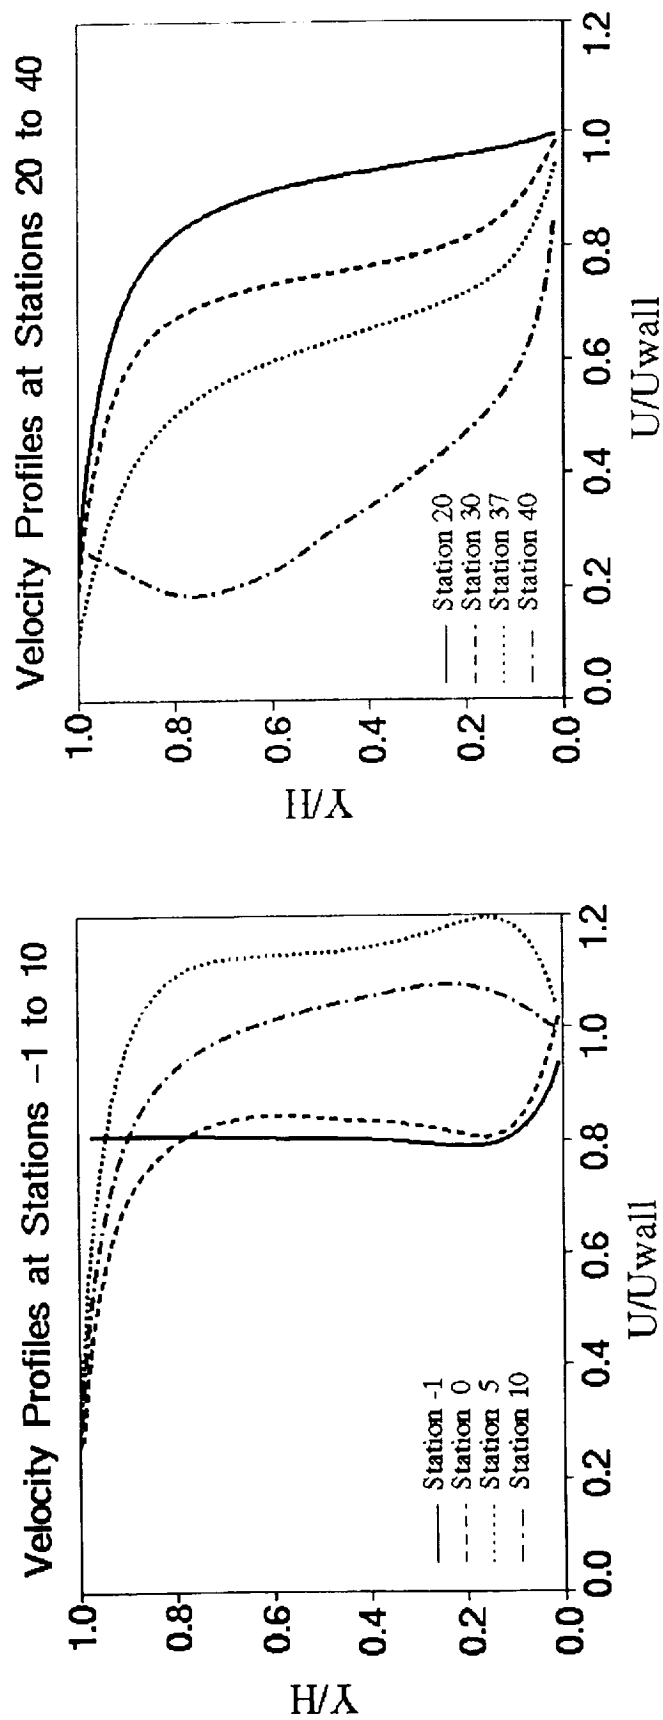 Velocity Profiles at Stations −1 to 10
Y/H
1.0
0.8
0.6
0.4
0.2
0.0
Station -1
Station 0
Station 5
Station 10
0.0 0.2 0.4 0.6 0.8 1.0 1.2
U/Uwall
Velocity Profiles at Stations 20 to 40
Y/H
1.0
0.8
0.6
0.4
0.2
0.0
Station 20
Station 30
Station 37
Station 40
0.0 0.2 0.4 0.6 0.8 1.0 1.2
U/Uwall